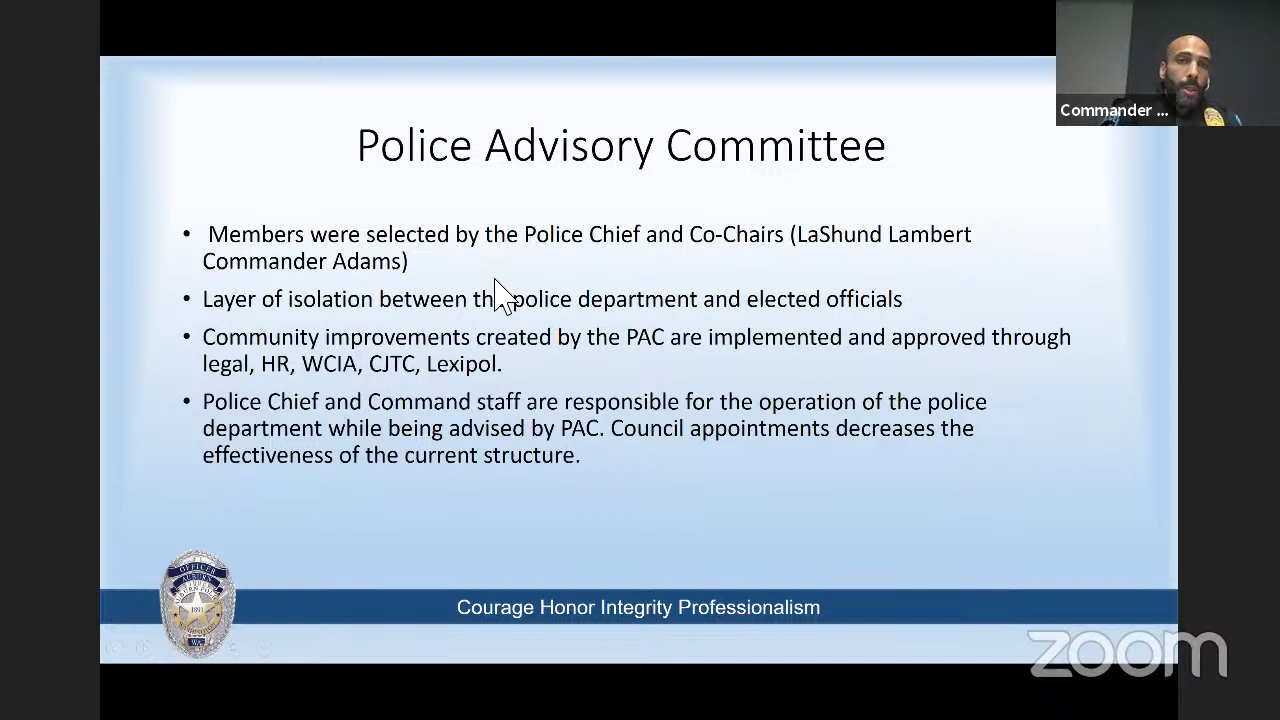 Commander ...
Police Advisory Committee
• Members were selected by the Police Chief and Co-Chairs (LaShund Lambert
Commander Adams)
• Layer of isolation between the police department and elected officials
• Community improvements created by the PAC are implemented and approved through
legal, HR, WCIA, CJTC, Lexipol.
• Police Chief and Command staff are responsible for the operation of the police
department while being advised by PAC. Council appointments decreases the
effectiveness of the current structure.
OFFICER
AUBURN
1891
WA
Courage Honor Integrity Professionalism
zoom